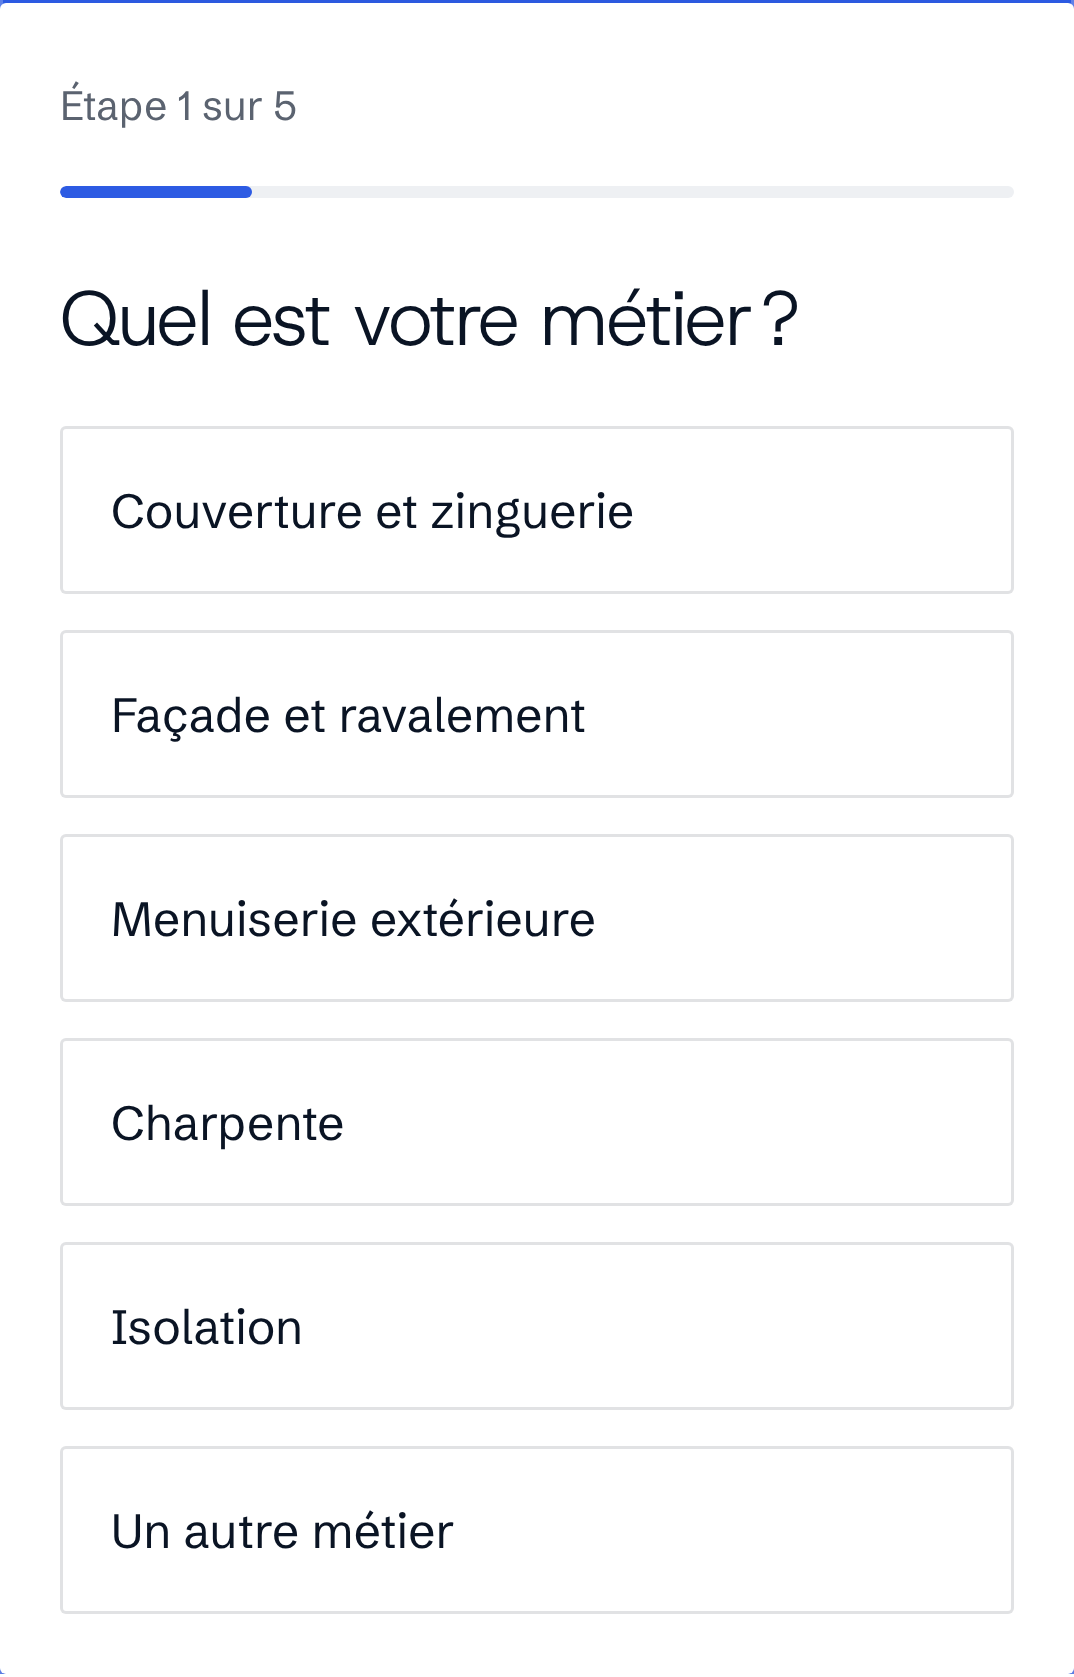 Étape 1 sur 5
Quel est votre métier ?
Couverture et zinguerie
Façade et ravalement
Menuiserie extérieure
Charpente
Isolation
Un autre métier